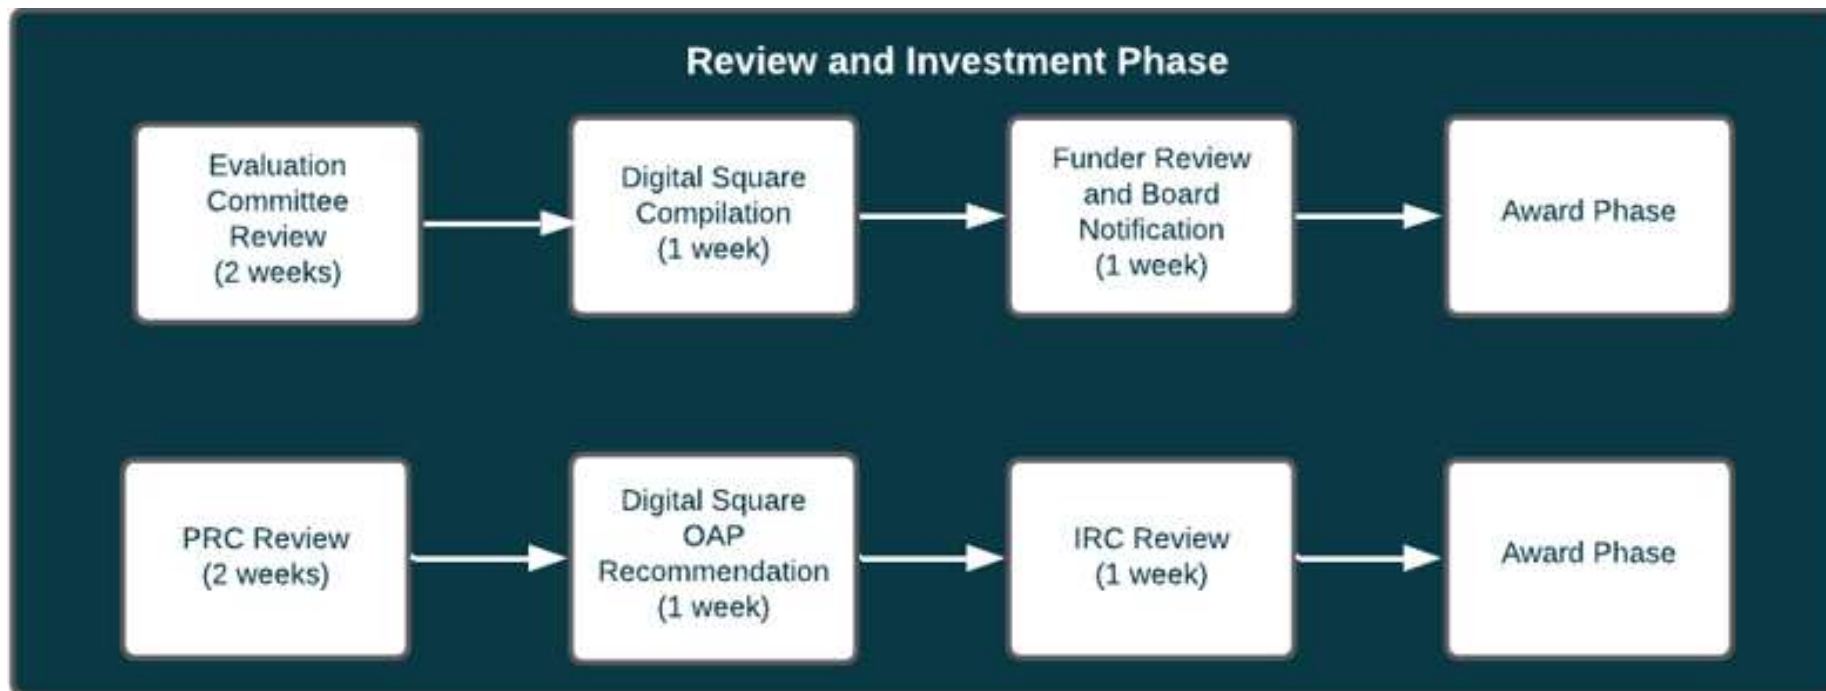 Review and Investment Phase
Evaluation
Committee
Review
(2 weeks)
Digital Square
Compilation
(1 week)
Funder Review
and Board
Notification
(1 week)
Award Phase
PRC Review
(2 weeks)
Digital Square
OAP
Recommendation
(1 week)
IRC Review
(1 week)
Award Phase